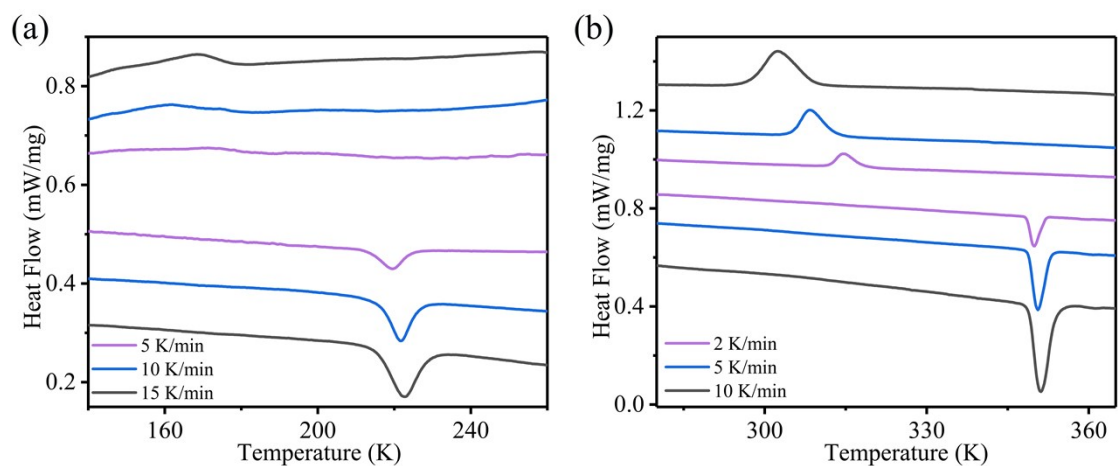 (a)
Heat Flow (mW/mg)
0.8
0.6
0.4
0.2
5 K/min
10 K/min
15 K/min
160
200
240
Temperature (K)
(b)
Heat Flow (mW/mg)
1.2
0.8
0.4
0.0
2 K/min
5 K/min
10 K/min
300
330
360
Temperature (K)